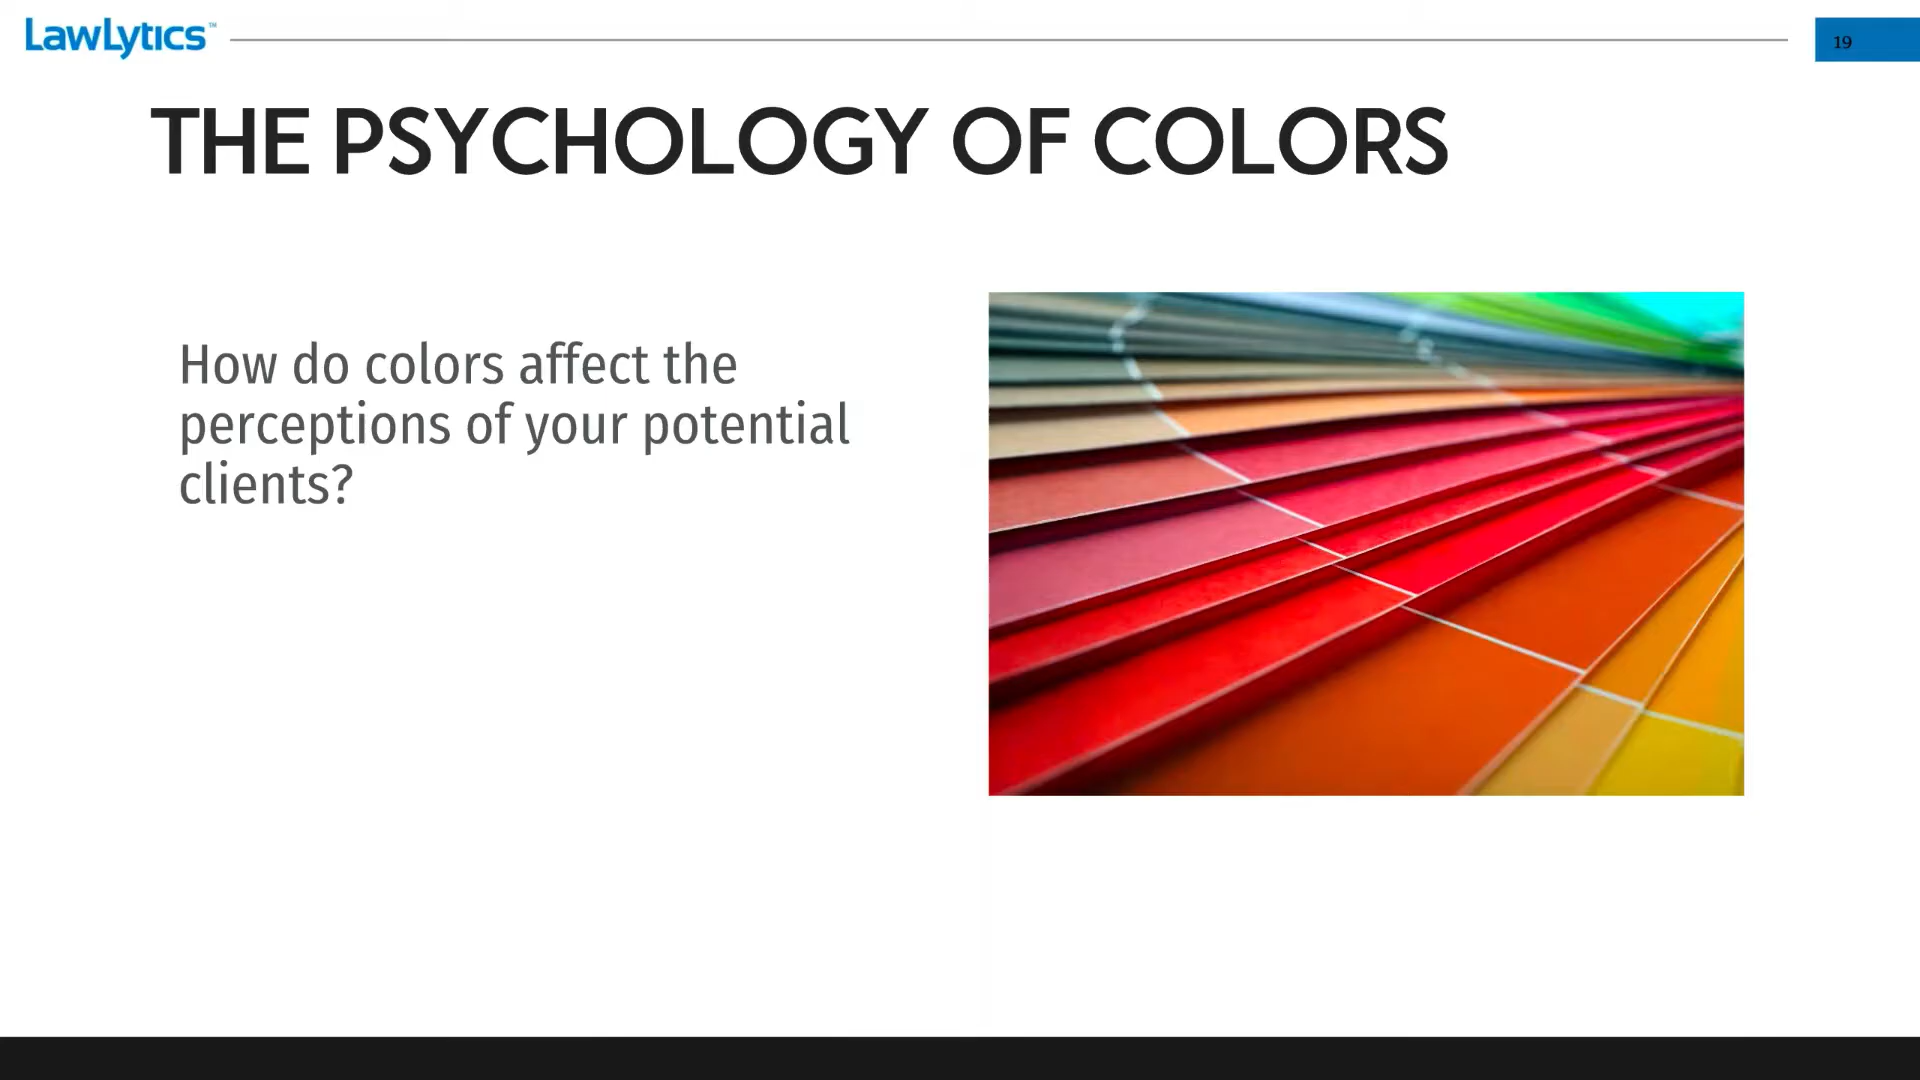 LawLytics™
19
THE PSYCHOLOGY OF COLORS
How do colors affect the
perceptions of your potential
clients?